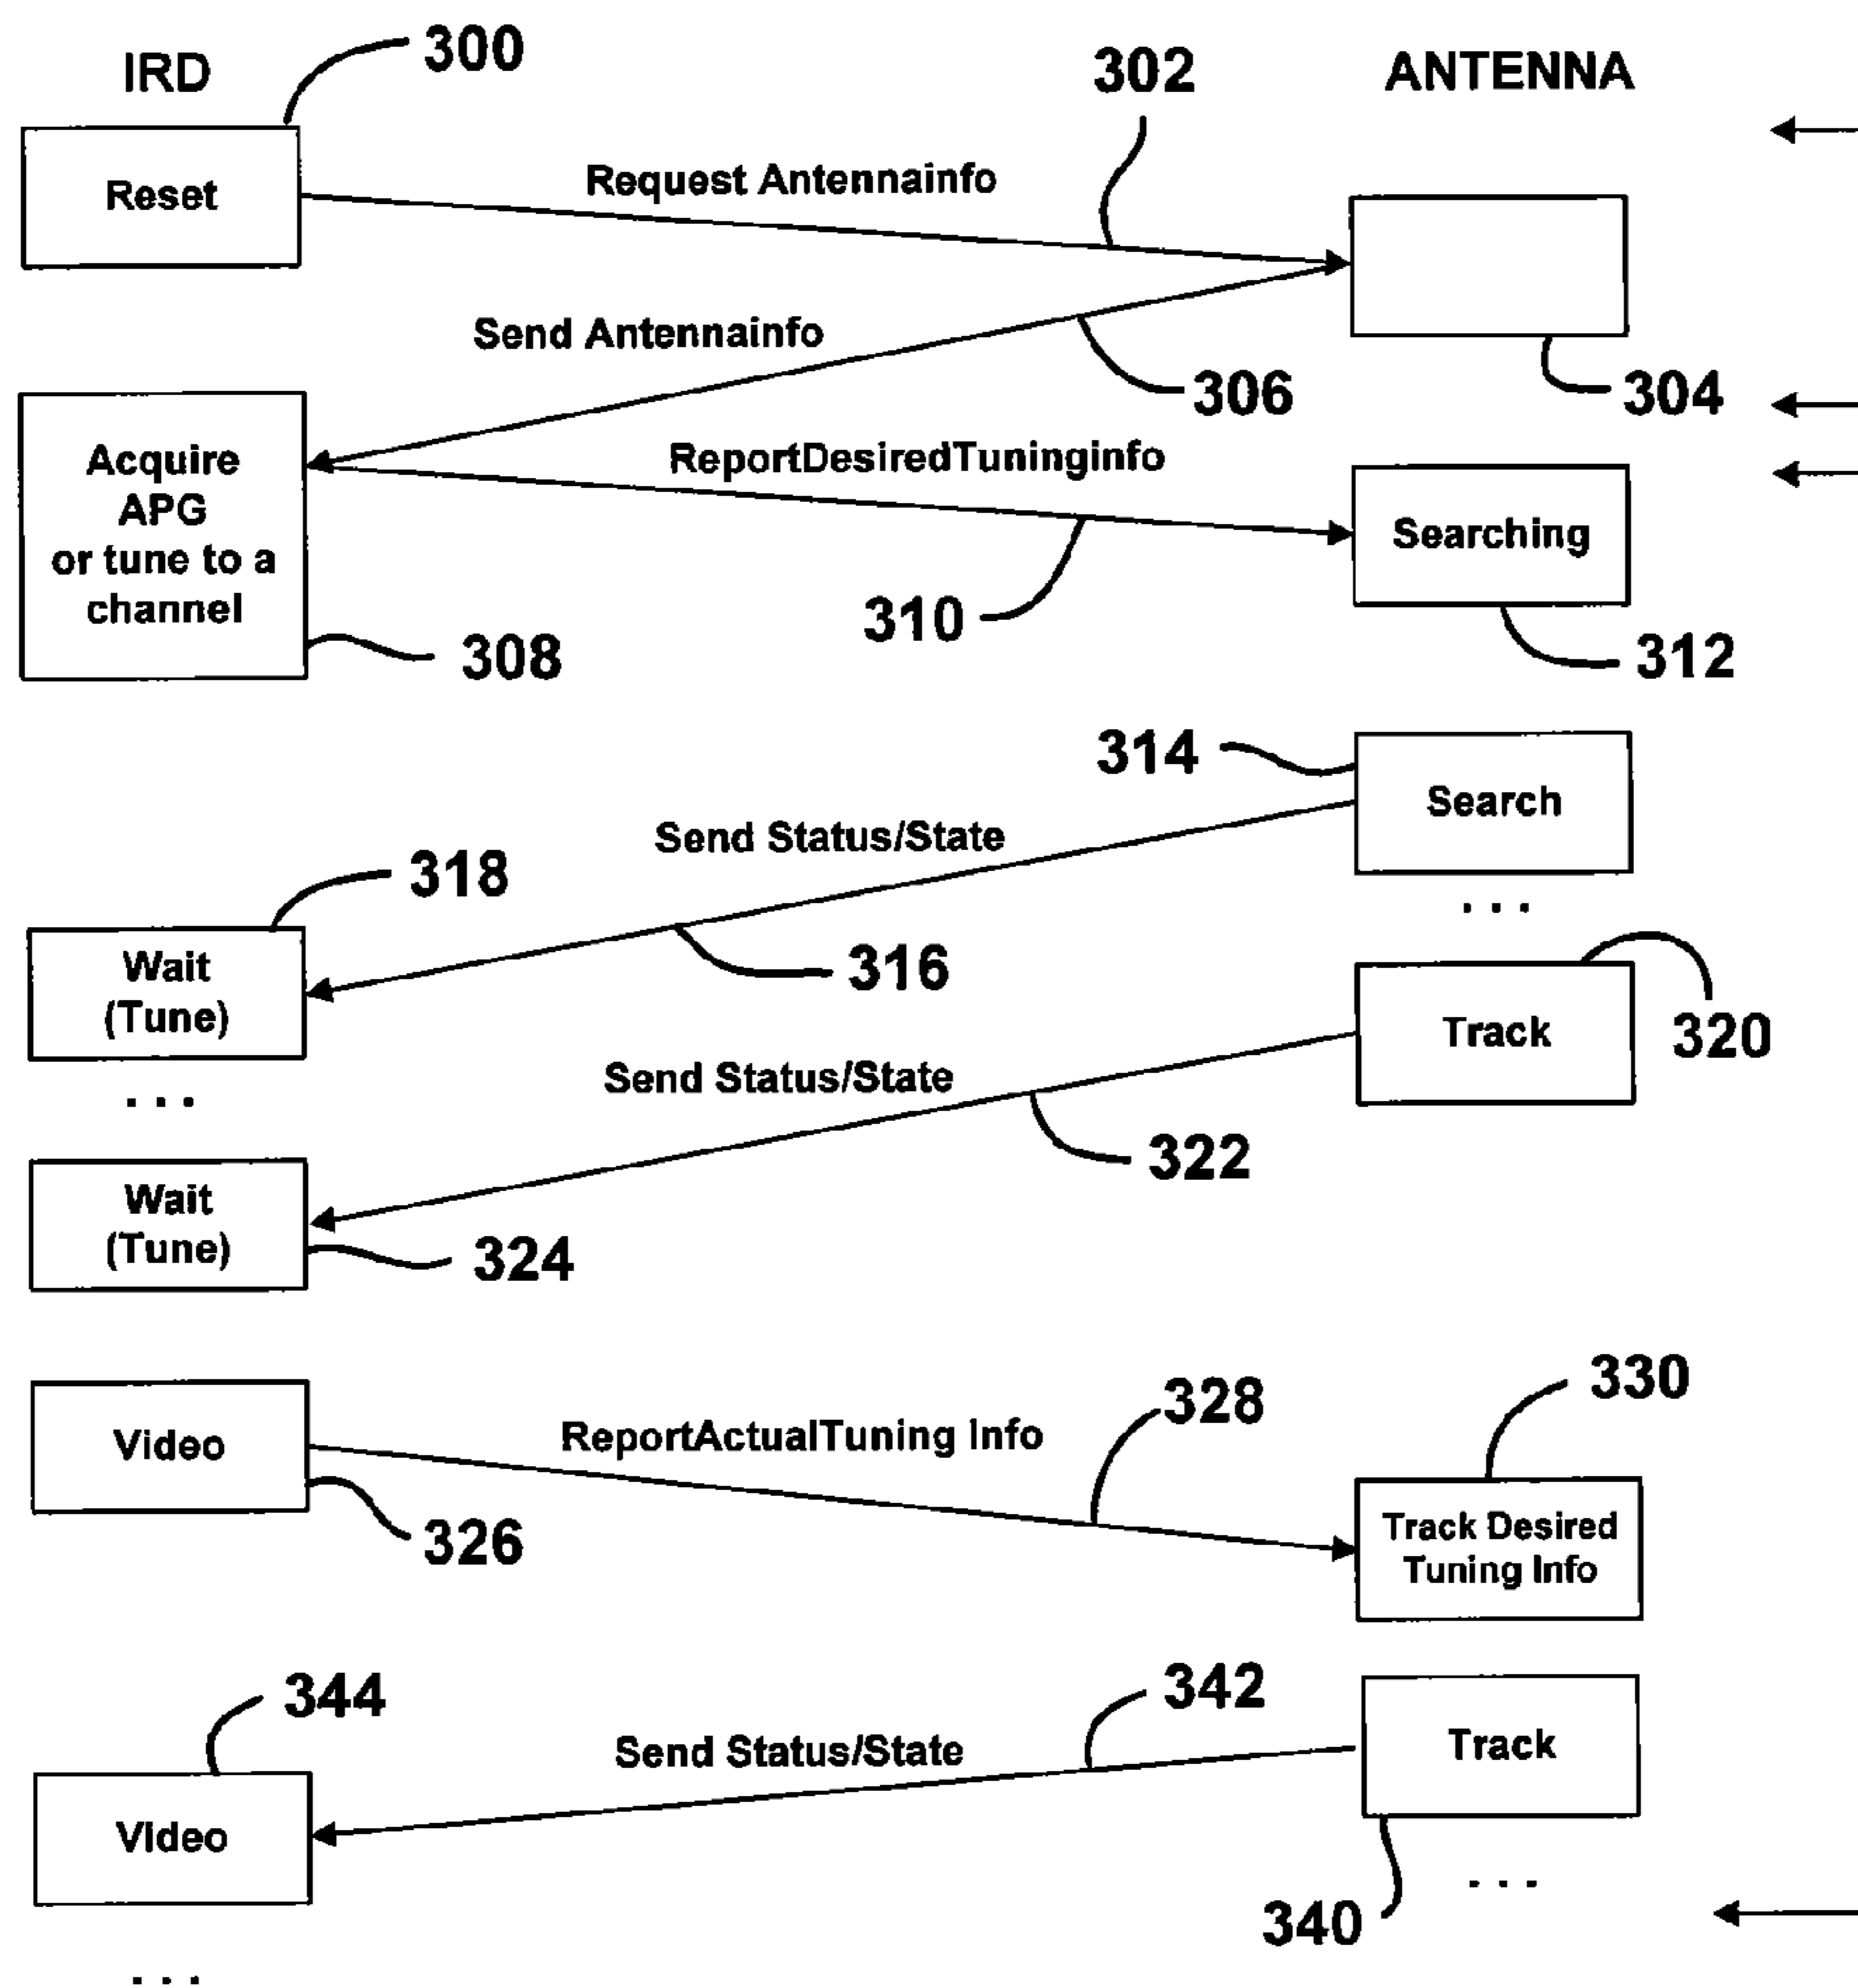 IRD
300
302
ANTENNA
Reset
Request Antennainfo
Send Antennainfo
306
304
Acquire
APG
or tune to a
channel
ReportDesiredTuninginfo
Searching
310
308
312
314
Search
Send Status/State
318
. . .
316
Wait
(Tune)
Track
320
Send Status/State
. . .
322
Wait
(Tune)
324
330
328
Video
ReportActualTuning Info
326
Track Desired
Tuning Info
344
342
Send Status/State
Track
Video
340
. . .
. . .